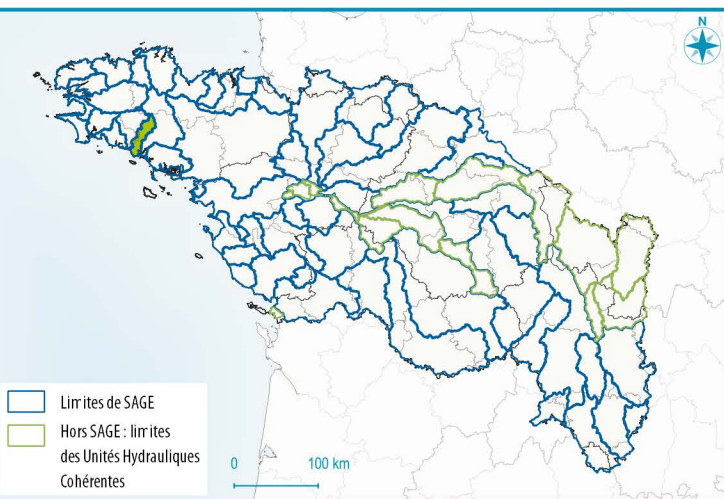 N
Limites de SAGE
Hors SAGE : limites
des Unités Hydrauliques
Cohérentes
0 100 km